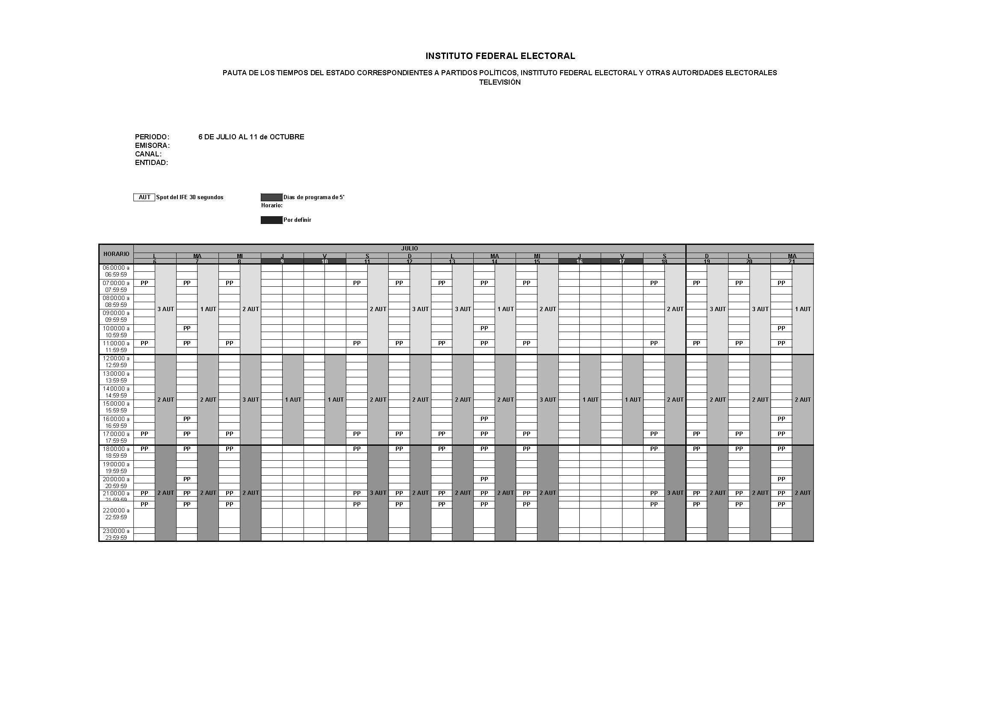 INSTITUTO FEDERAL ELECTORAL
PAUTA DE LOS TIEMPOS DEL ESTADO CORRESPONDIENTES A PARTIDOS POLÍTICOS, INSTITUTO FEDERAL ELECTORAL Y OTRAS AUTORIDADES ELECTORALES
TELEVISIÓN
PERIODO: 6 DE JULIO AL 11 de OCTUBRE
EMISORA:
CANAL:
ENTIDAD:
AUT Spot del IFE 30 segundos Días de programa de 5'
Horario:
Por definir
HORARIO JULIO
L MA MI J V S D L MA MI J V S D L MA
6 7 8 9 10 11 12 13 14 15 16 17 18 19 20 21
06:00:00 a
06:59:59
07:00:00 a PP PP PP PP PP PP PP PP PP PP PP PP
07:59:59
08:00:00 a
08:59:59
3 AUT 1 AUT 2 AUT 2 AUT 3 AUT 3 AUT 1 AUT 2 AUT 2 AUT 3 AUT 3 AUT 1 AUT
09:00:00 a
09:59:59
10:00:00 a PP PP PP
10:59:59
11:00:00 a PP PP PP PP PP PP PP PP PP PP PP PP
11:59:59
12:00:00 a
12:59:59
13:00:00 a
13:59:59
14:00:00 a
14:59:59
2 AUT 2 AUT 3 AUT 1 AUT 1 AUT 2 AUT 2 AUT 2 AUT 2 AUT 3 AUT 1 AUT 1 AUT 2 AUT 2 AUT 2 AUT 2 AUT
15:00:00 a
15:59:59
16:00:00 a PP PP PP
16:59:59
17:00:00 a PP PP PP PP PP PP PP PP PP PP PP PP
17:59:59
18:00:00 a PP PP PP PP PP PP PP PP PP PP PP PP
18:59:59
19:00:00 a
19:59:59
20:00:00 a PP PP PP
20:59:59
21:00:00 a PP 2 AUT PP 2 AUT PP 2 AUT PP 3 AUT PP 2 AUT PP 2 AUT PP 2 AUT PP 2 AUT PP 3 AUT PP 2 AUT PP 2 AUT PP 2 AUT
21:59:59
PP PP PP PP PP PP PP PP PP PP PP PP
22:00:00 a
22:59:59
23:00:00 a
23:59:59